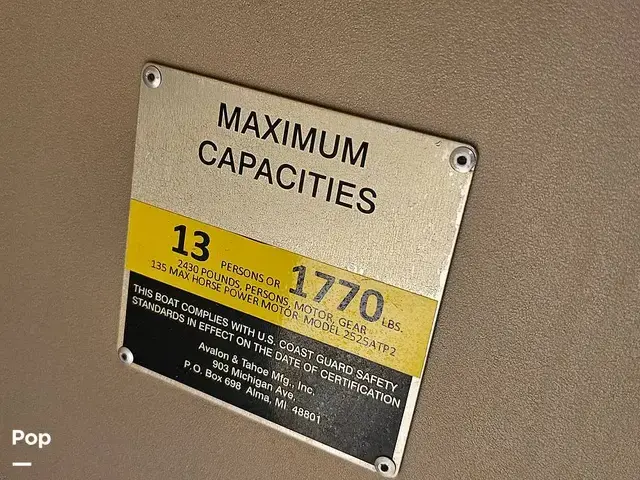 MAXIMUM
CAPACITIES
13 PERSONS OR 1770 LBS.
2430 POUNDS, PERSONS, MOTOR, GEAR
135 MAX HORSE POWER MOTOR MODEL 2525ATP2
THIS BOAT COMPLIES WITH U.S. COAST GUARD SAFETY
STANDARDS IN EFFECT ON THE DATE OF CERTIFICATION
Avalon & Tahoe Mfg., Inc.
903 Michigan Ave.
P.O. Box 698 Alma, MI 48801
Pop